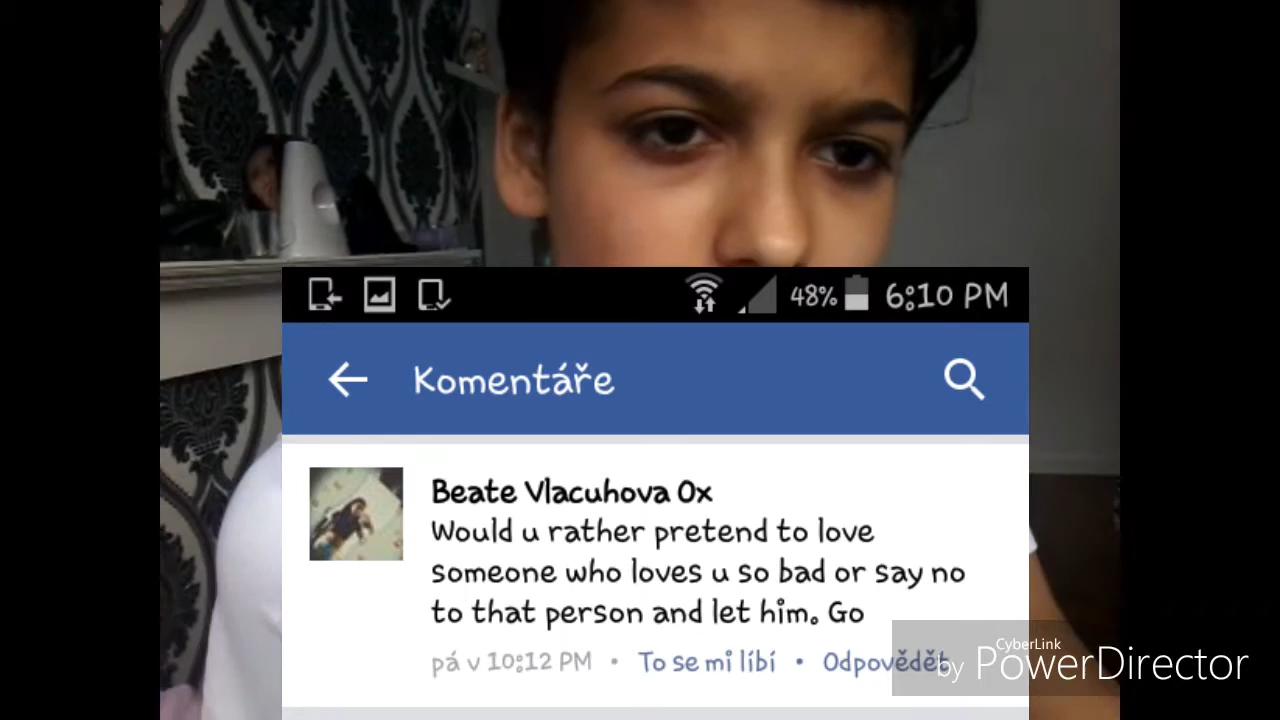 48% 6:10 PM
Komentáře
Beate Vlacuhova Ox
Would u rather pretend to love
someone who loves u so bad or say no
to that person and let him. Go
pá v 10:12 PM • To se mi líbí • Odpovědět
CyberLink
by PowerDirector